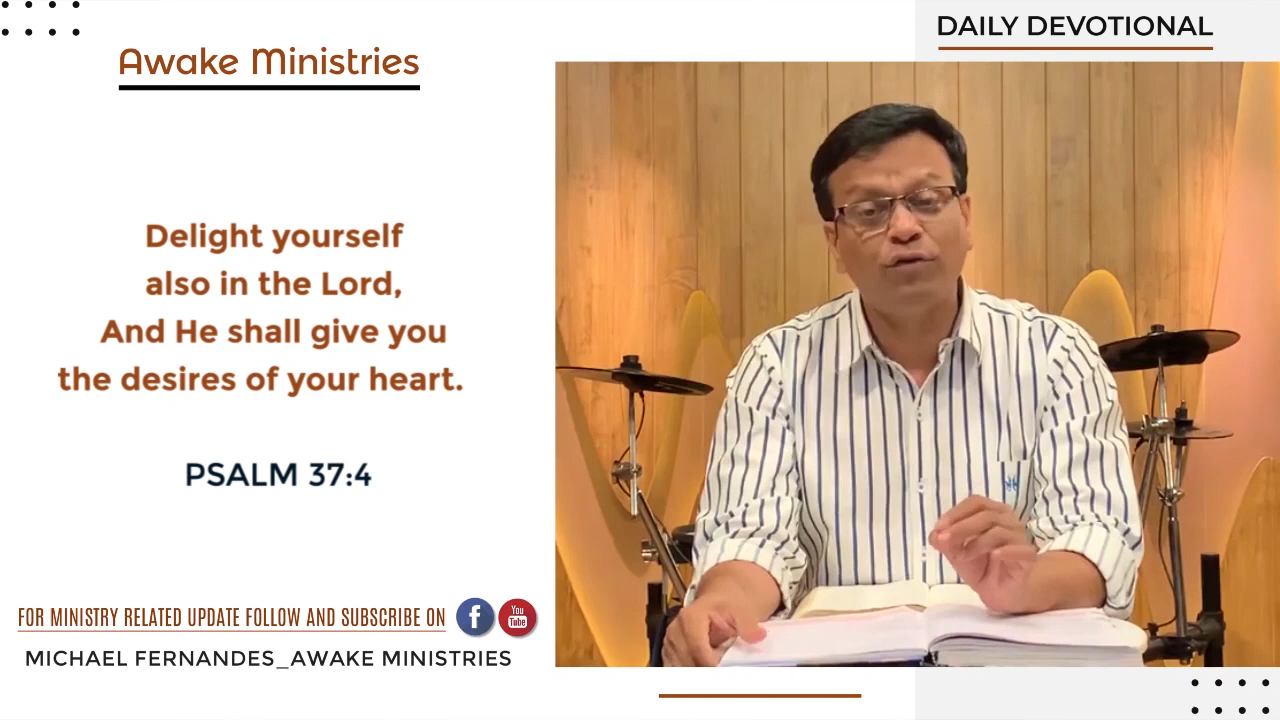 Awake Ministries
DAILY DEVOTIONAL
Delight yourself
also in the Lord,
And He shall give you
the desires of your heart.
PSALM 37:4
FOR MINISTRY RELATED UPDATE FOLLOW AND SUBSCRIBE ON
f
You
Tube
MICHAEL FERNANDES_AWAKE MINISTRIES